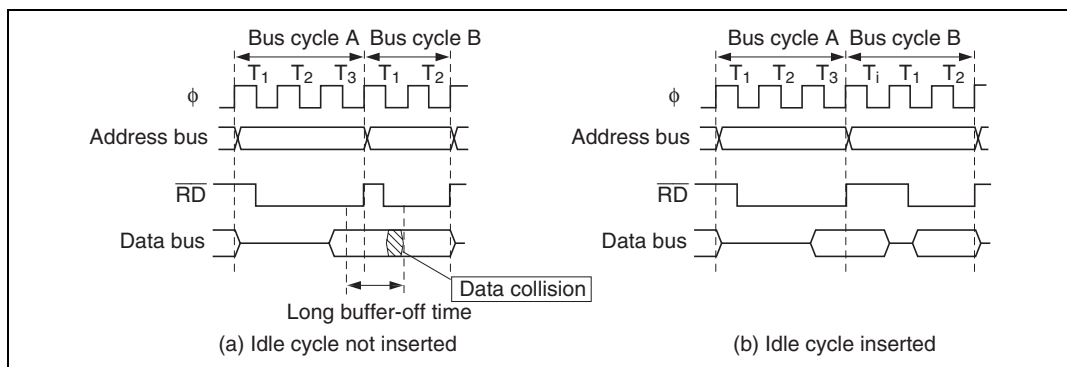 Bus cycle A Bus cycle B
T1 T2 T3 T1 T2
ϕ
Address bus
RD
Data bus
Data collision
Long buffer-off time
(a) Idle cycle not inserted
Bus cycle A Bus cycle B
T1 T2 T3 Ti T1 T2
ϕ
Address bus
RD
Data bus
(b) Idle cycle inserted